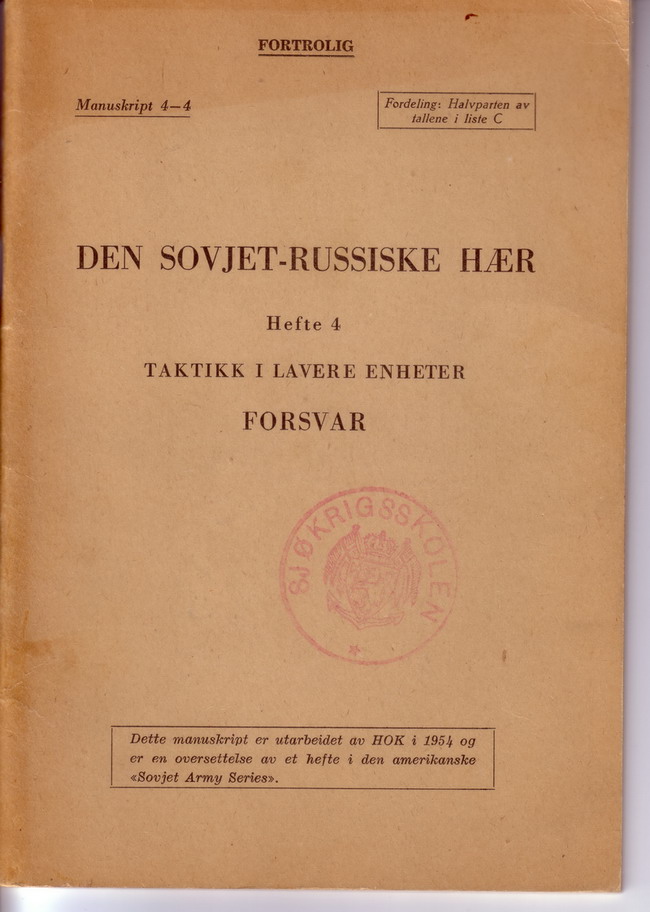 FORTROLIG
Manuskript 4—4
Fordeling: Halvparten av
tallene i liste C
DEN SOVJET-RUSSISKE HÆR
Hefte 4
TAKTIKK I LAVERE ENHETER
FORSVAR
SJØKRIGSSKOLEN
Dette manuskript er utarbeidet av HOK i 1954 og
er en oversettelse av et hefte i den amerikanske
«Sovjet Army Series».